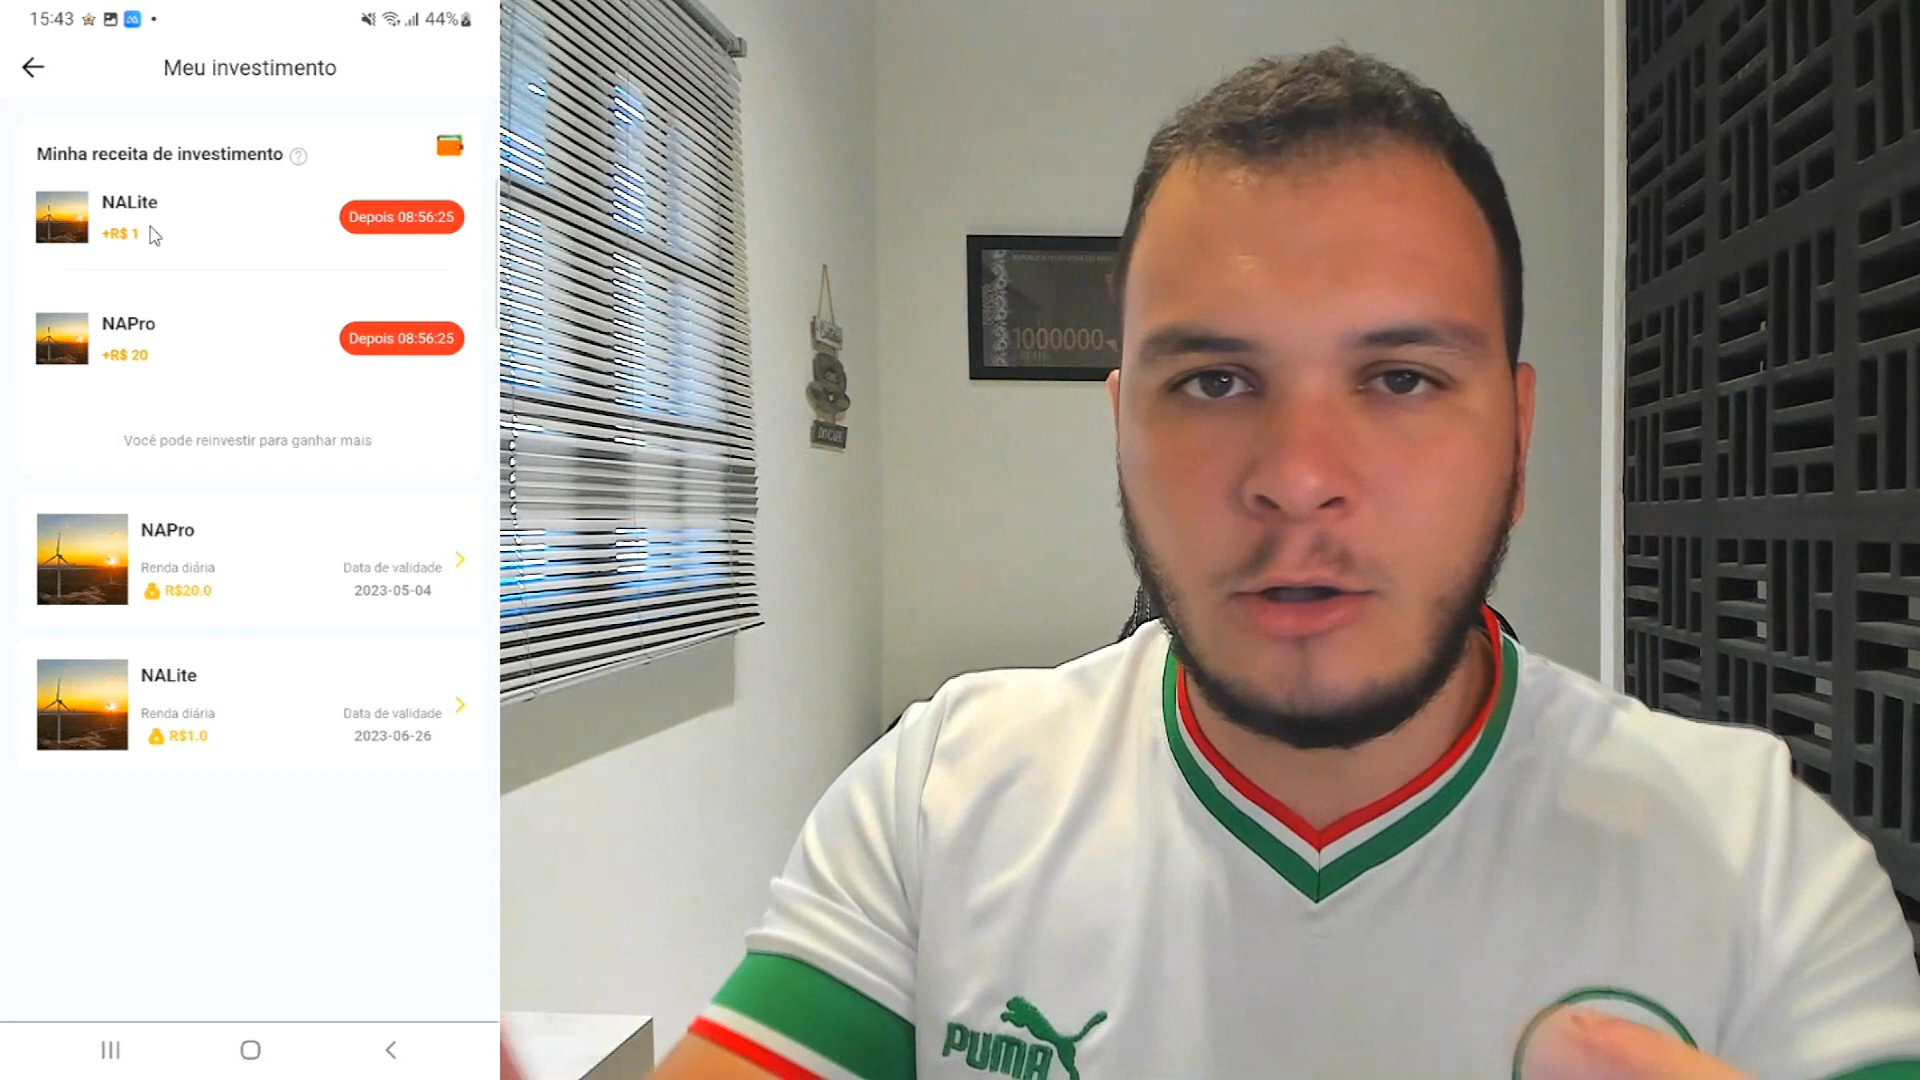 15:43
44%
Meu investimento
Minha receita de investimento
NALite
+R$ 1
Depois 08:56:25
NAPro
+R$ 20
Depois 08:56:25
Você pode reinvestir para ganhar mais
NAPro
Renda diária
R$20.0
Data de validade
2023-05-04
NALite
Renda diária
R$1.0
Data de validade
2023-06-26
1000000
PUMA